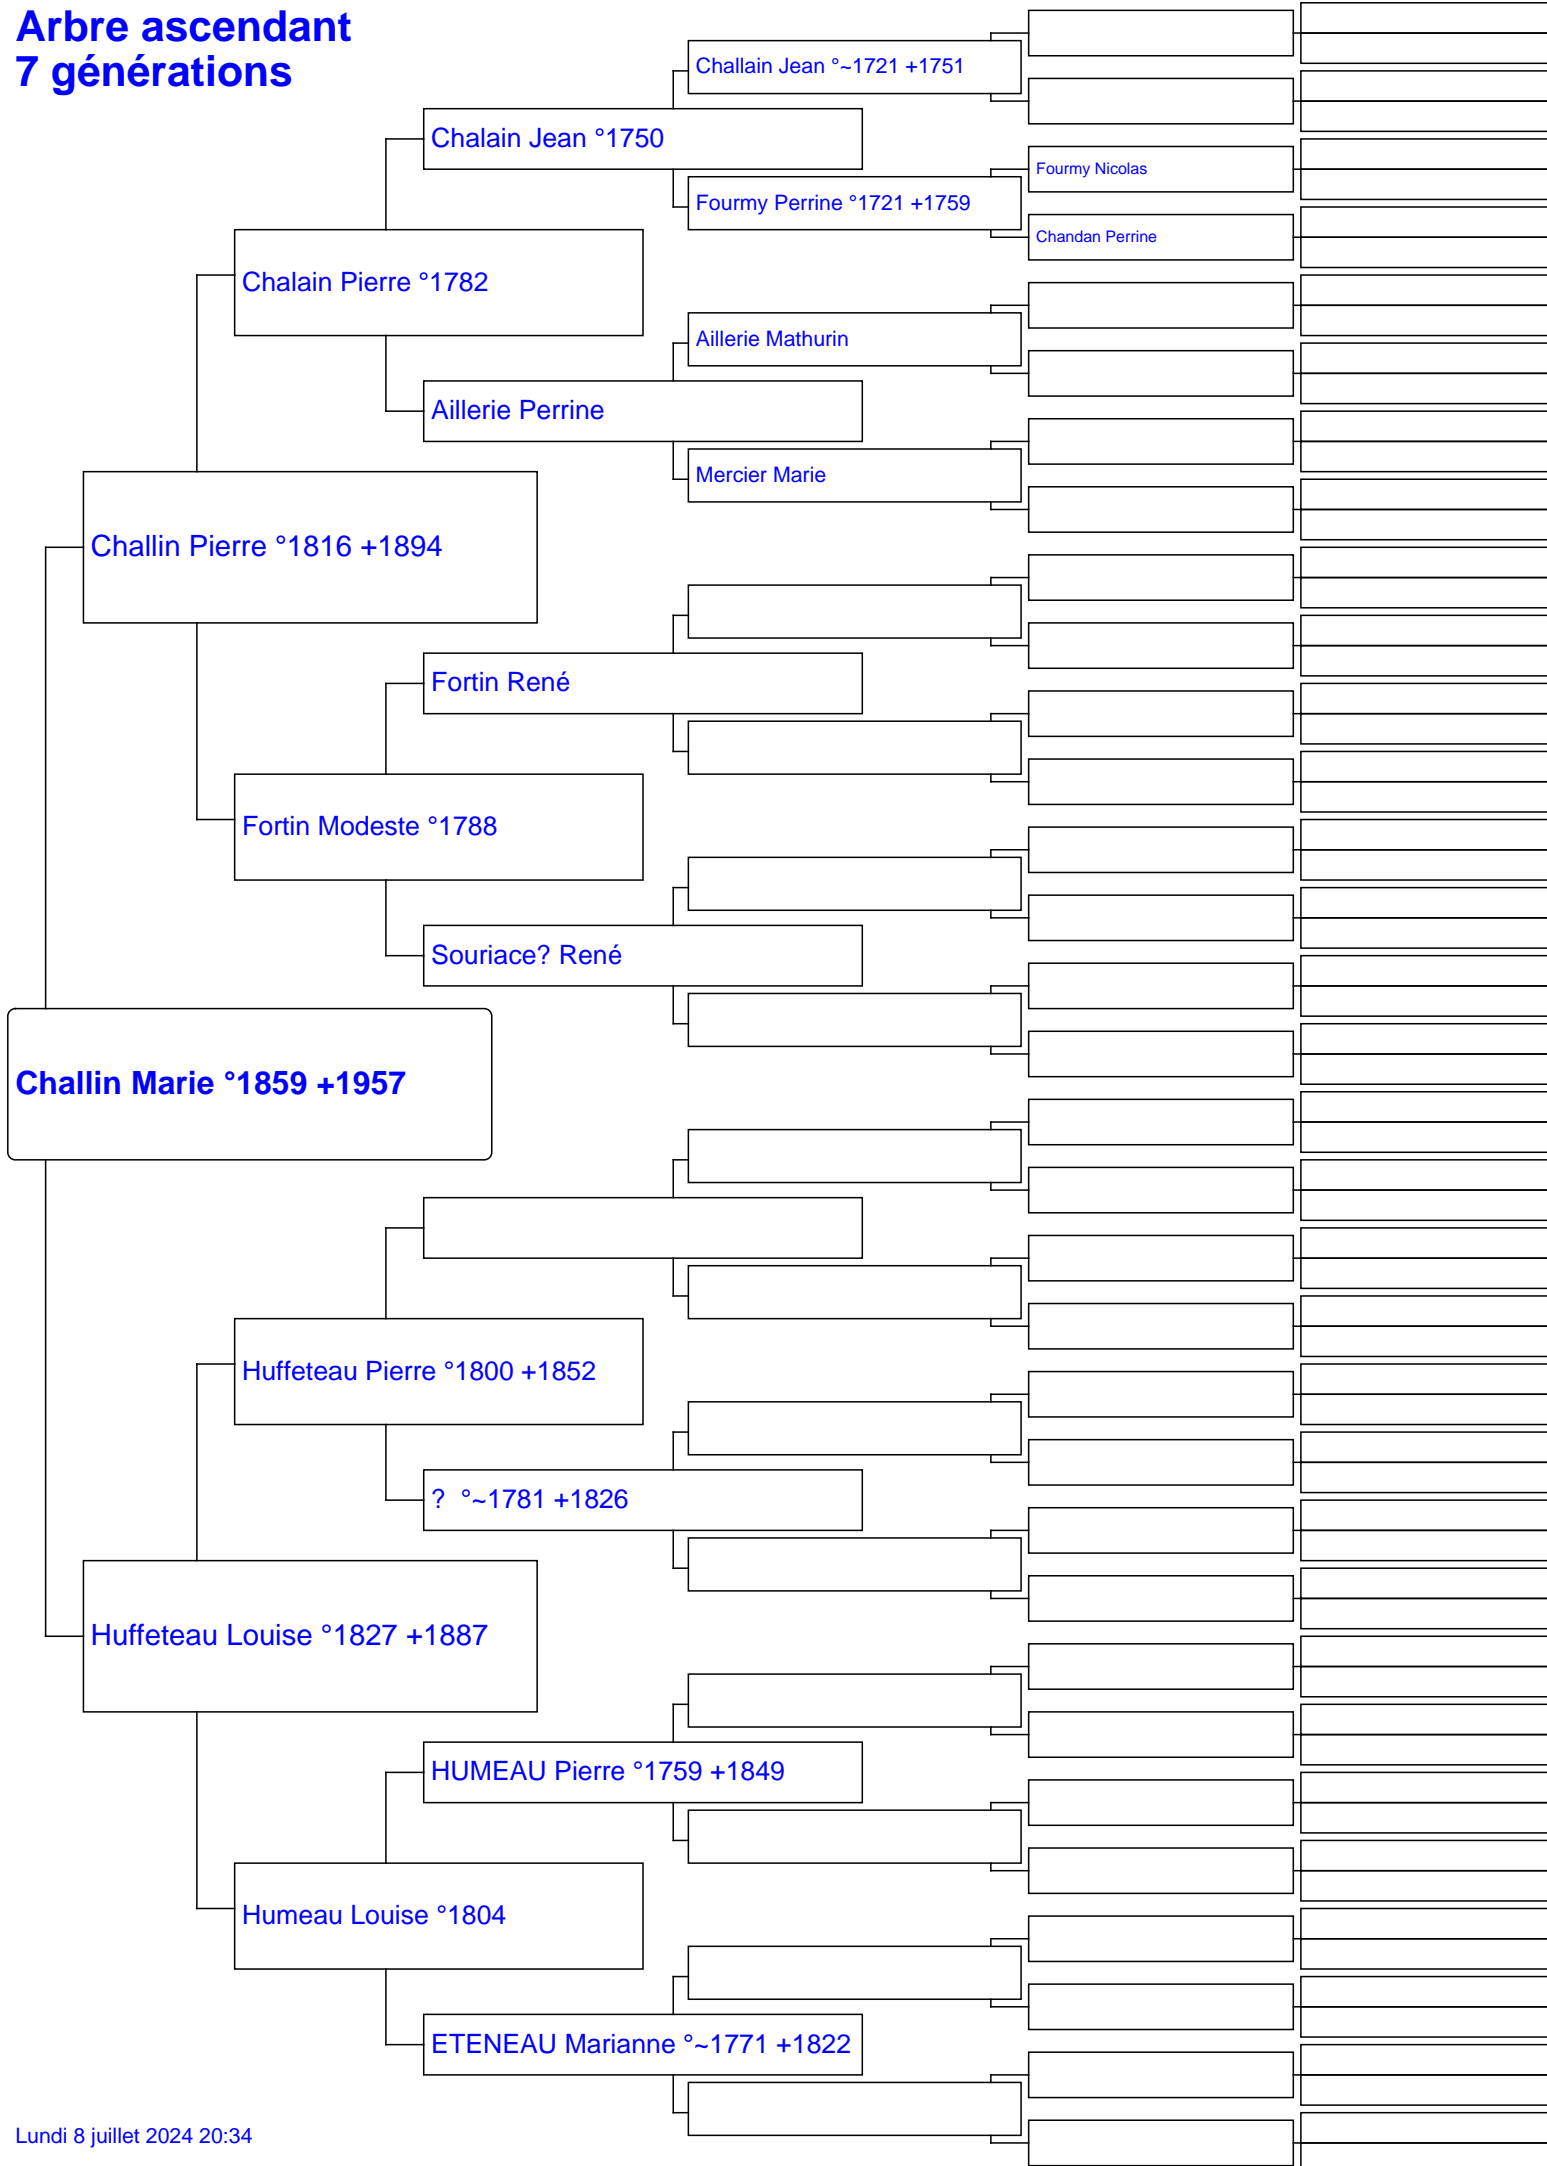 Arbre ascendant
7 générations
Challain Jean °~1721 +1751
Chalain Jean °1750
Fourmy Nicolas
Fourmy Perrine °1721 +1759
Chandan Perrine
Chalain Pierre °1782
Aillerie Mathurin
Aillerie Perrine
Mercier Marie
Challin Pierre °1816 +1894
Fortin René
Fortin Modeste °1788
Souriace? René
Challin Marie °1859 +1957
Huffeteau Pierre °1800 +1852
? °~1781 +1826
Huffeteau Louise °1827 +1887
HUMEAU Pierre °1759 +1849
Humeau Louise °1804
ETENEAU Marianne °~1771 +1822
Lundi 8 juillet 2024 20:34